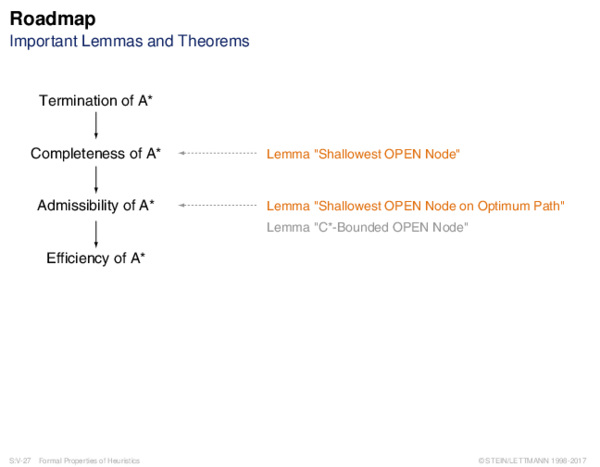 Roadmap
Important Lemmas and Theorems
Termination of A*
Completeness of A*
Lemma "Shallowest OPEN Node"
Admissibility of A*
Lemma "Shallowest OPEN Node on Optimum Path"
Lemma "C*-Bounded OPEN Node"
Efficiency of A*
S:V-27 Formal Properties of Heuristics
© STEIN/LETTMANN 1998-2017